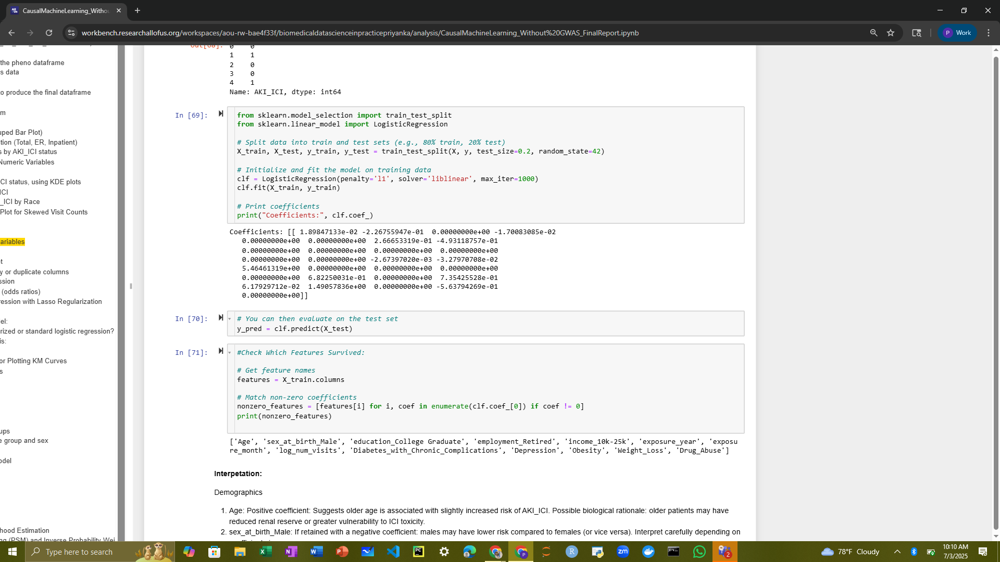 CausalMachineLearning_Withou
workbench.researchallofus.org/workspaces/aou-rw-bae4f33f/biomedicaldatascienceinpracticepriyanka/analysis/CausalMachineLearning_Without%20GWAS_FinalReport.ipynb
P Work
the pheno dataframe
s data
o produce the final dataframe
m
uped Bar Plot)
tion (Total, ER, Inpatient)
s by AKI_ICI status
Numeric Variables
CI status, using KDE plots
ICI
_ICI by Race
Plot for Skewed Visit Counts
ariables
et
y or duplicate columns
ssion
(odds ratios)
ression with Lasso Regularization
el:
rized or standard logistic regression?
is:
or Plotting KM Curves
s
ups
e group and sex
odel
hood Estimation
ng (PSM) and Inverse Probability Wei
Out[68]: 0 0
1 1
2 0
3 0
4 1
Name: AKI_ICI, dtype: int64
In [69]:
from sklearn.model_selection import train_test_split
from sklearn.linear_model import LogisticRegression
# Split data into train and test sets (e.g., 80% train, 20% test)
X_train, X_test, y_train, y_test = train_test_split(X, y, test_size=0.2, random_state=42)
# Initialize and fit the model on training data
clf = LogisticRegression(penalty='l1', solver='liblinear', max_iter=1000)
clf.fit(X_train, y_train)
# Print coefficients
print("Coefficients:", clf.coef_)
Coefficients: [[ 1.89847133e-02 -2.26755947e-01 0.00000000e+00 -1.70083085e-02
0.00000000e+00 0.00000000e+00 2.66653319e-01 -4.93118757e-01
0.00000000e+00 0.00000000e+00 0.00000000e+00 0.00000000e+00
0.00000000e+00 0.00000000e+00 -2.67397020e-03 -3.27970708e-02
5.46461319e+00 0.00000000e+00 0.00000000e+00 0.00000000e+00
0.00000000e+00 6.82250031e-01 0.00000000e+00 7.35425528e-01
6.17929712e-02 1.49057836e+00 0.00000000e+00 -5.63794269e-01
0.00000000e+00]]
In [70]:
# You can then evaluate on the test set
y_pred = clf.predict(X_test)
In [71]:
#Check Which Features Survived:
# Get feature names
features = X_train.columns
# Match non-zero coefficients
nonzero_features = [features[i] for i, coef in enumerate(clf.coef_[0]) if coef != 0]
print(nonzero_features)
['Age', 'sex_at_birth_Male', 'education_College Graduate', 'employment_Retired', 'income_10k-25k', 'exposure_year', 'exposu
re_month', 'log_num_visits', 'Diabetes_with_Chronic_Complications', 'Depression', 'Obesity', 'Weight_Loss', 'Drug_Abuse']
Interpetation:
Demographics
1. Age: Positive coefficient: Suggests older age is associated with slightly increased risk of AKI_ICI. Possible biological rationale: older patients may have
reduced renal reserve or greater vulnerability to ICI toxicity.
2. sex_at_birth_Male: If retained with a negative coefficient: males may have lower risk compared to females (or vice versa). Interpret carefully depending on
Type here to search
78°F Cloudy
10:10 AM
7/3/2025